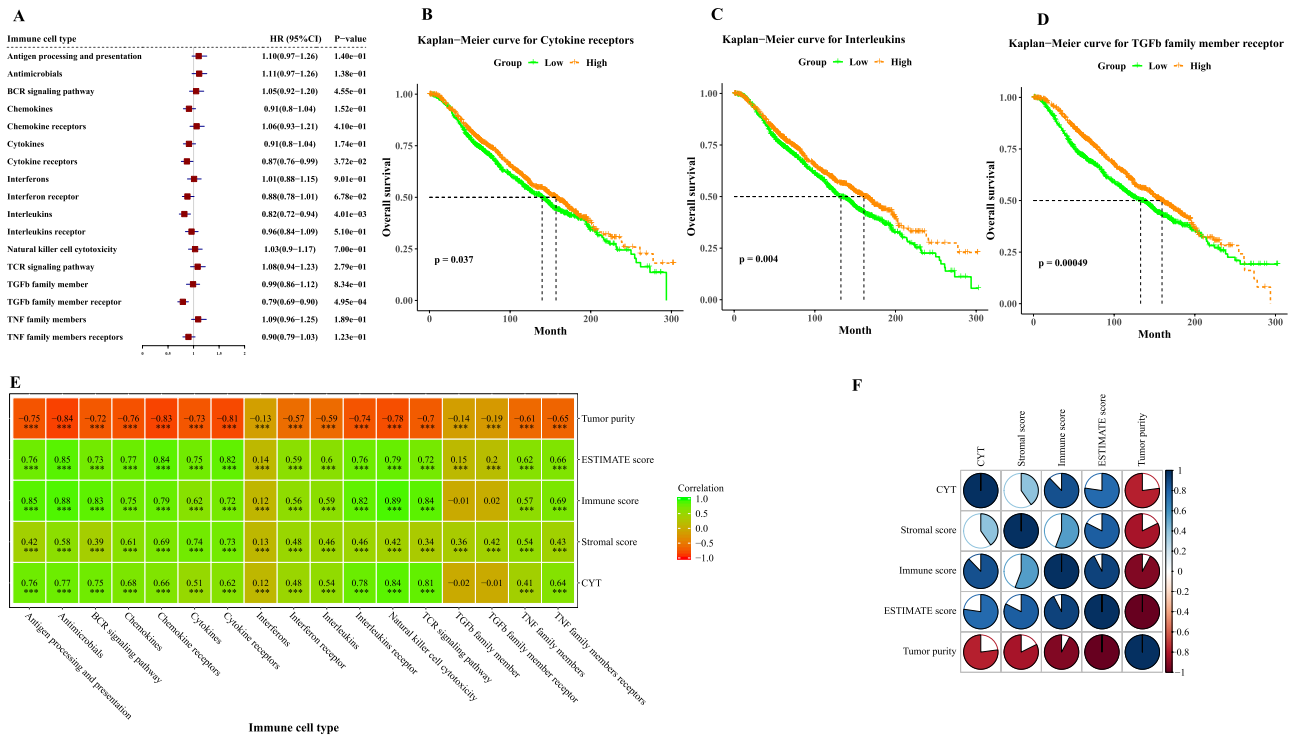 A
Immune cell type HR (95%CI) P−value
Antigen processing and presentation 1.10(0.97−1.26) 1.40e−01
Antimicrobials 1.11(0.97−1.26) 1.38e−01
BCR signaling pathway 1.05(0.92−1.20) 4.55e−01
Chemokines 0.91(0.8−1.04) 1.52e−01
Chemokine receptors 1.06(0.93−1.21) 4.10e−01
Cytokines 0.91(0.8−1.04) 1.74e−01
Cytokine receptors 0.87(0.76−0.99) 3.72e−02
Interferons 1.01(0.88−1.15) 9.01e−01
Interferon receptor 0.88(0.78−1.01) 6.78e−02
Interleukins 0.82(0.72−0.94) 4.01e−03
Interleukins receptor 0.96(0.84−1.09) 5.10e−01
Natural killer cell cytotoxicity 1.03(0.9−1.17) 7.00e−01
TCR signaling pathway 1.08(0.94−1.23) 2.79e−01
TGFb family member 0.99(0.86−1.12) 8.34e−01
TGFb family member receptor 0.79(0.69−0.90) 4.95e−04
TNF family members 1.09(0.96−1.25) 1.89e−01
TNF family members receptors 0.90(0.79−1.03) 1.23e−01
0 0.5 1 1.5 2
B
Kaplan−Meier curve for Cytokine receptors
Group Low High
Overall survival
1.00
0.75
0.50
0.25
0.00
p = 0.037
0 100 200 300
Month
C
Kaplan−Meier curve for Interleukins
Group Low High
Overall survival
1.00
0.75
0.50
0.25
0.00
p = 0.004
0 100 200 300
Month
D
Kaplan−Meier curve for TGFb family member receptor
Group Low High
Overall survival
1.00
0.75
0.50
0.25
0.00
p = 0.00049
0 100 200 300
Month
E
−0.75 −0.84 −0.72 −0.76 −0.83 −0.73 −0.81 −0.13 −0.57 −0.59 −0.74 −0.78 −0.7 −0.14 −0.19 −0.61 −0.65 Tumor purity
*** *** *** *** *** *** *** *** *** *** *** *** *** *** *** *** ***
0.76 0.85 0.73 0.77 0.84 0.75 0.82 0.14 0.59 0.6 0.76 0.79 0.72 0.15 0.2 0.62 0.66 ESTIMATE score
*** *** *** *** *** *** *** *** *** *** *** *** *** *** *** *** ***
0.85 0.88 0.83 0.75 0.79 0.62 0.72 0.12 0.56 0.59 0.82 0.89 0.84 −0.01 0.02 0.57 0.69 Immune score
*** *** *** *** *** *** *** *** *** *** *** *** *** *** ***
0.42 0.58 0.39 0.61 0.69 0.74 0.73 0.13 0.48 0.46 0.46 0.42 0.34 0.36 0.42 0.54 0.43 Stromal score
*** *** *** *** *** *** *** *** *** *** *** *** *** *** *** *** ***
0.76 0.77 0.75 0.68 0.66 0.51 0.62 0.12 0.48 0.54 0.78 0.84 0.81 −0.02 −0.01 0.41 0.64 CYT
*** *** *** *** *** *** *** *** *** *** *** *** *** *** ***
Antigen processing and presentation
Antimicrobials
BCR signaling pathway
Chemokines
Chemokine receptors
Cytokines
Cytokine receptors
Interferons
Interferon receptor
Interleukins
Interleukins receptor
Natural killer cell cytotoxicity
TCR signaling pathway
TGFb family member
TGFb family member receptor
TNF family members
TNF family members receptors
Immune cell type
Correlation
1.0
0.5
0.0
−0.5
−1.0
F
CYT
Stromal score
Immune score
ESTIMATE score
Tumor purity
CYT
Stromal score
Immune score
ESTIMATE score
Tumor purity
1
0.8
0.6
0.4
0.2
0
−0.2
−0.4
−0.6
−0.8
−1